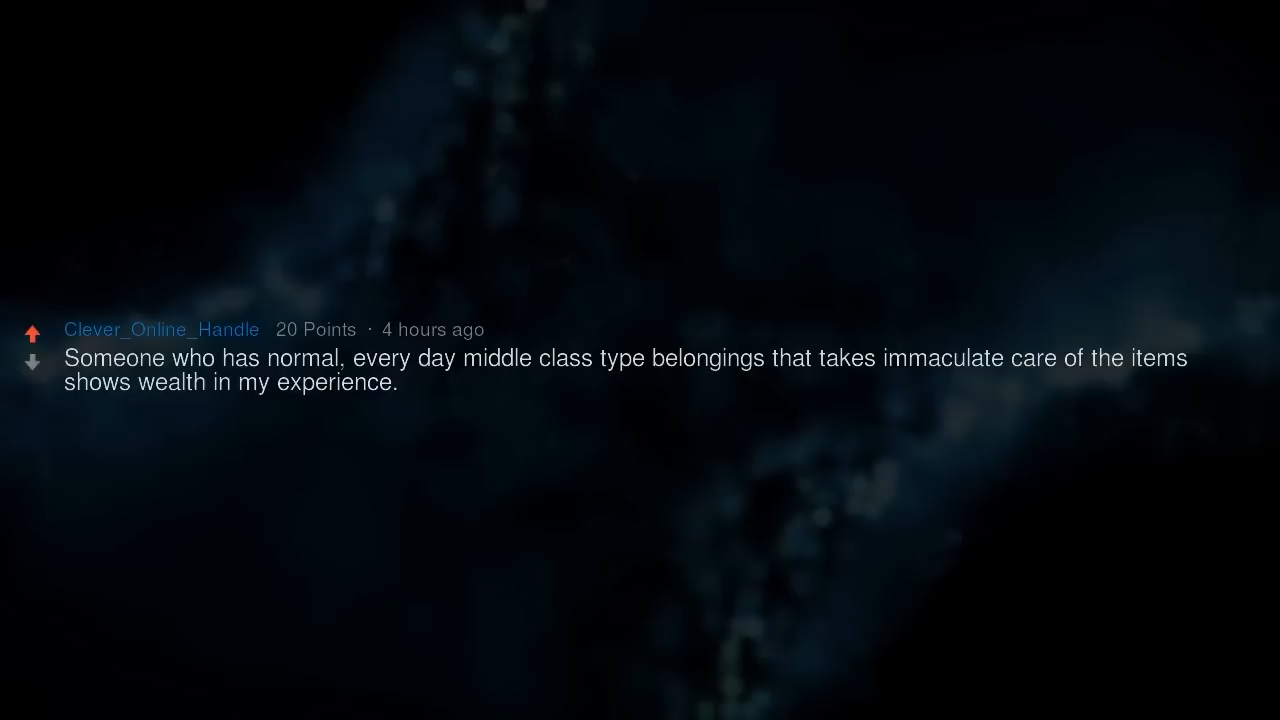 Clever_Online_Handle 20 Points · 4 hours ago
Someone who has normal, every day middle class type belongings that takes immaculate care of the items
shows wealth in my experience.